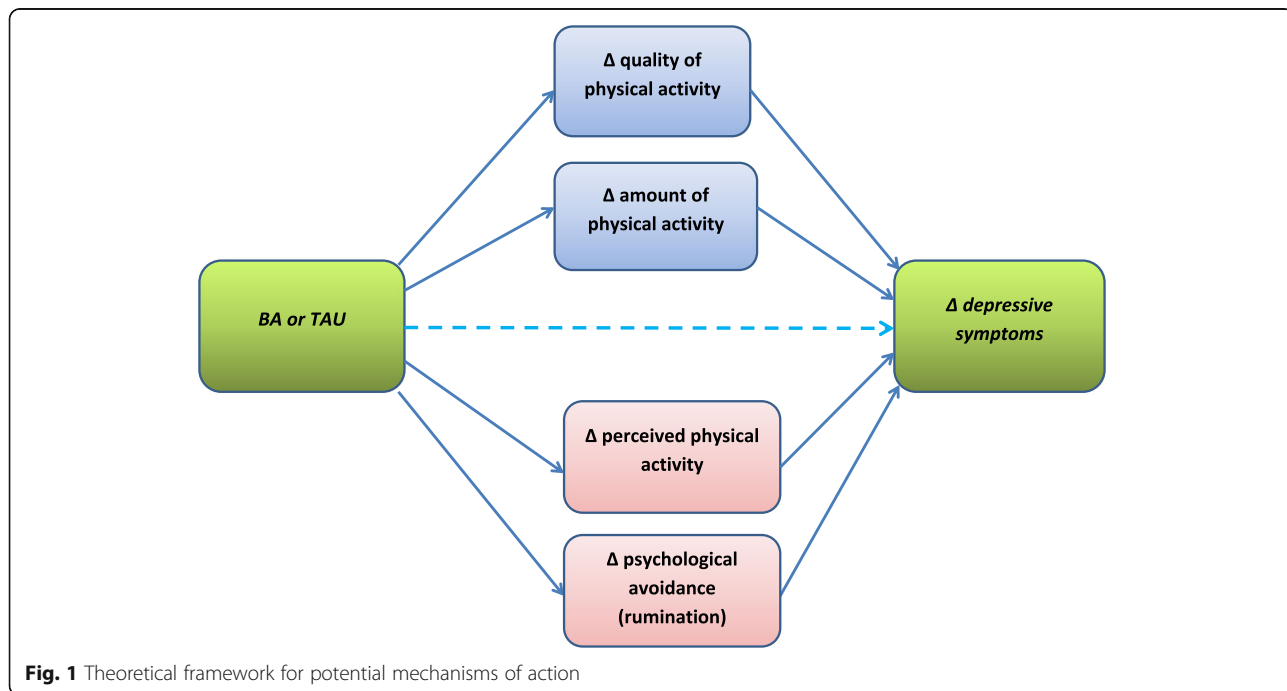 Δ quality of
physical activity
Δ amount of
physical activity
BA or TAU
Δ depressive
symptoms
Δ perceived physical
activity
Δ psychological
avoidance
(rumination)
Fig. 1 Theoretical framework for potential mechanisms of action